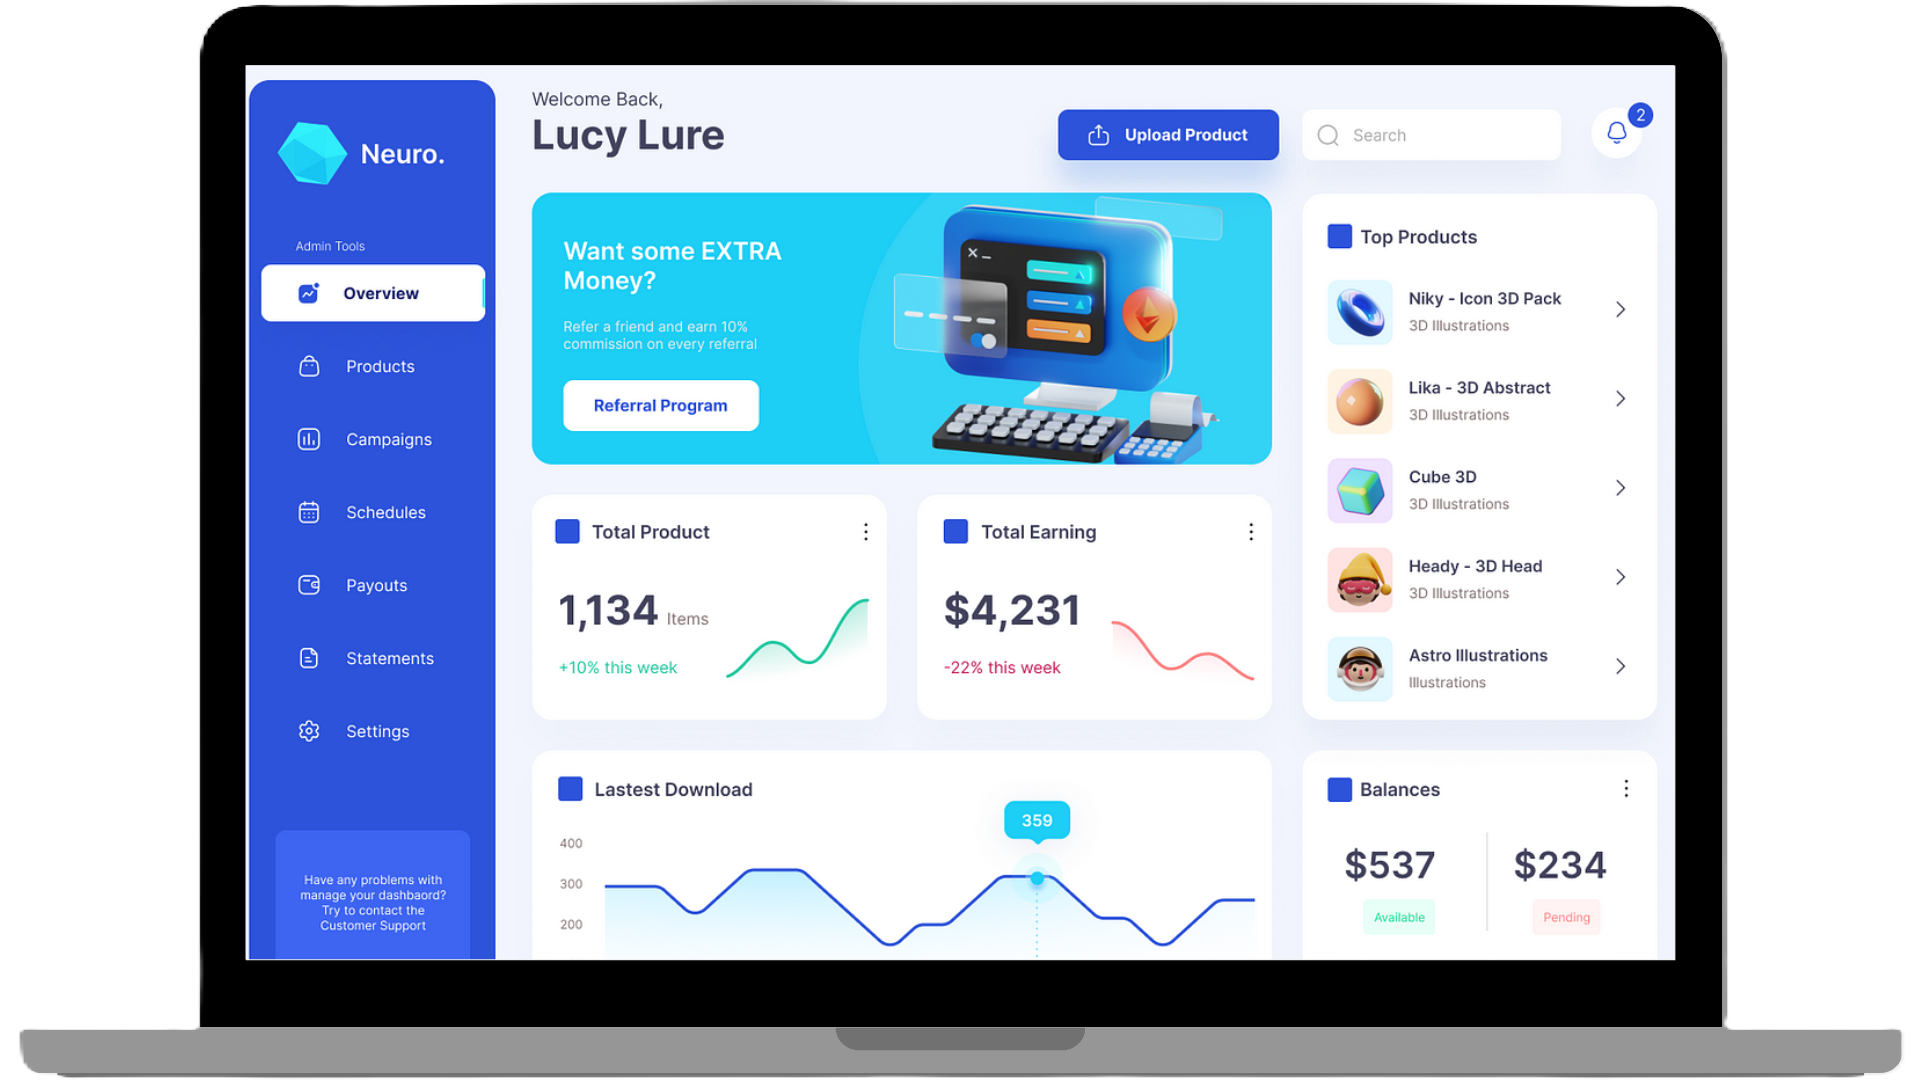 Neuro.
Admin Tools
Overview
Products
Campaigns
Schedules
Payouts
Statements
Settings
Have any problems with
manage your dashbaord?
Try to contact the
Customer Support
Welcome Back,
Lucy Lure
Upload Product
Search
2
Want some EXTRA
Money?
Refer a friend and earn 10%
commission on every referral
Referral Program
Total Product
1,134 Items
+10% this week
Total Earning
$4,231
-22% this week
Lastest Download
359
400
300
200
Top Products
Niky - Icon 3D Pack
3D Illustrations
Lika - 3D Abstract
3D Illustrations
Cube 3D
3D Illustrations
Heady - 3D Head
3D Illustrations
Astro Illustrations
Illustrations
Balances
$537
Available
$234
Pending